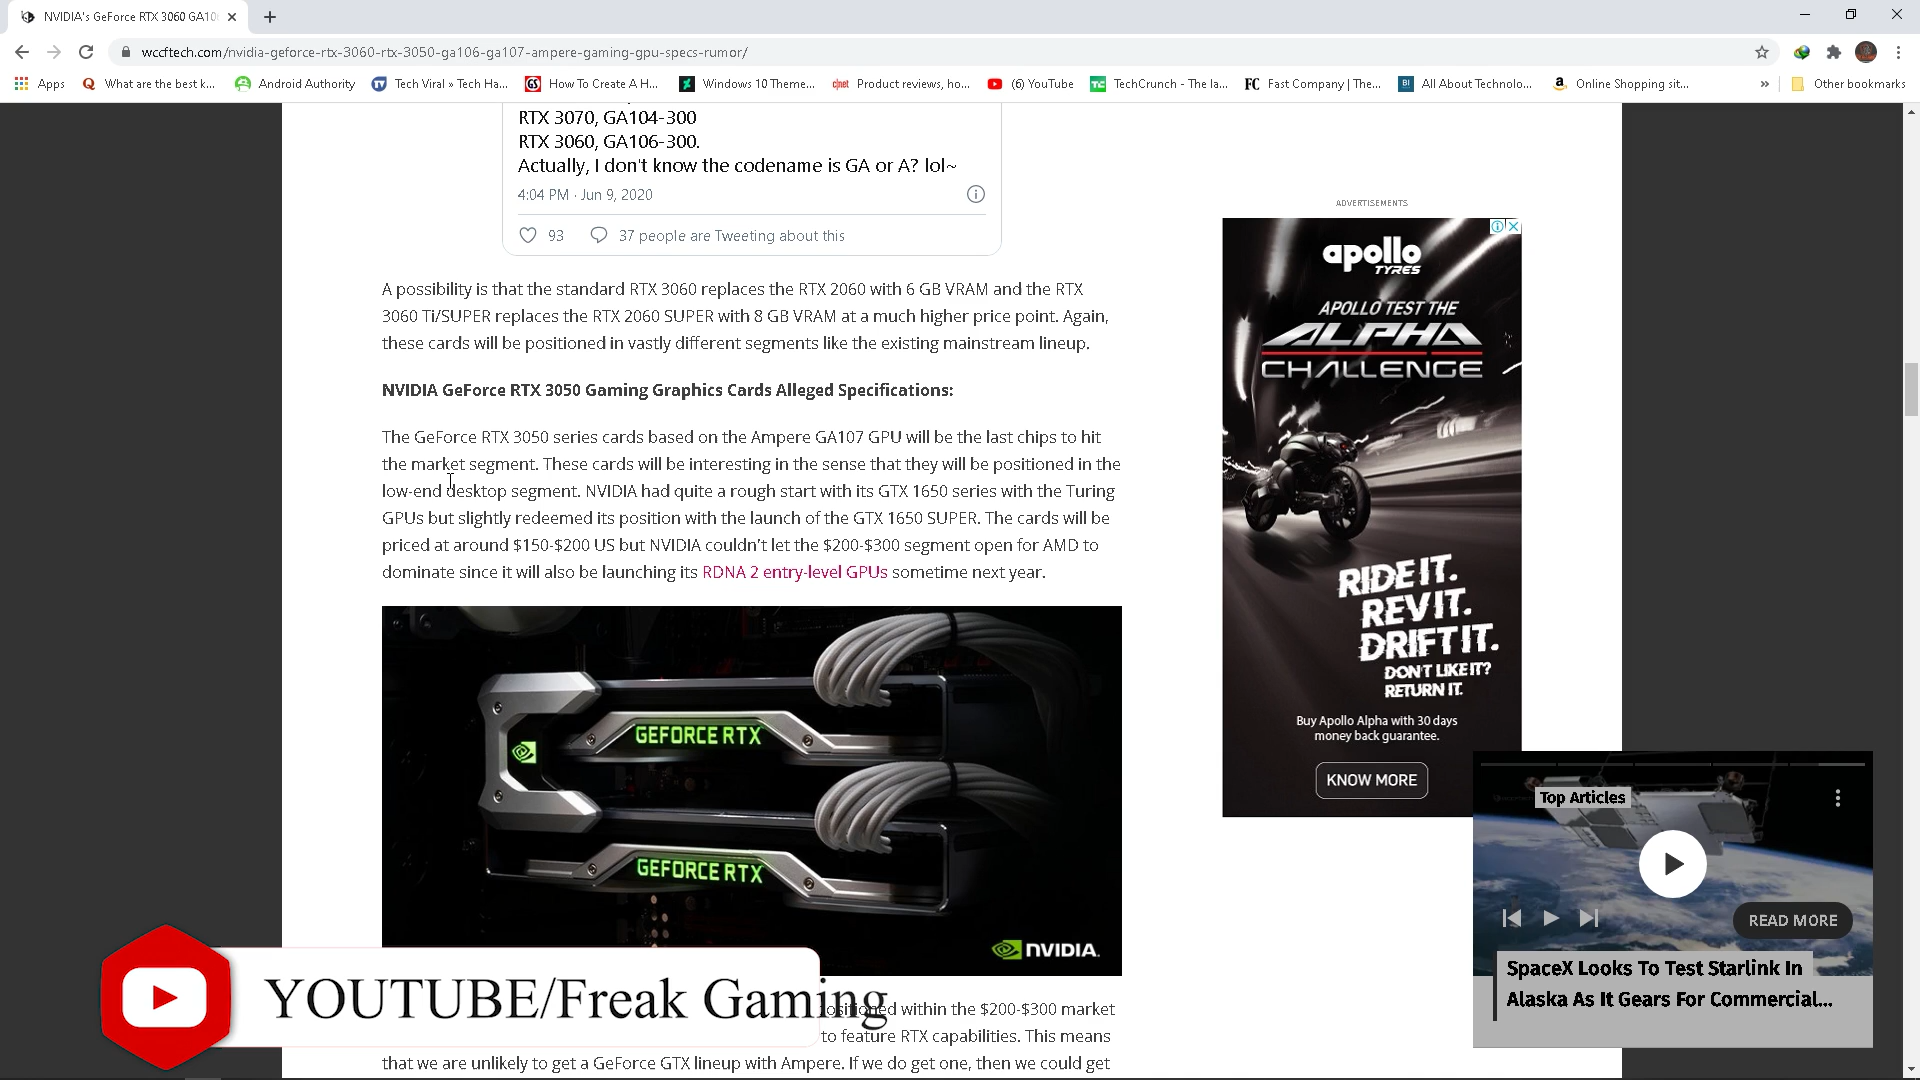 NVIDIA's GeForce RTX 3060 GA10
wccftech.com/nvidia-geforce-rtx-3060-rtx-3050-ga106-ga107-ampere-gaming-gpu-specs-rumor/
Apps
What are the best k...
Android Authority
Tech Viral » Tech Ha...
How To Create A H...
Windows 10 Theme...
Product reviews, ho...
(6) YouTube
TechCrunch - The la...
Fast Company | The...
All About Technolo...
Online Shopping sit...
»
Other bookmarks
RTX 3070, GA104-300
RTX 3060, GA106-300.
Actually, I don't know the codename is GA or A? lol~
4:04 PM · Jun 9, 2020
93
37 people are Tweeting about this
A possibility is that the standard RTX 3060 replaces the RTX 2060 with 6 GB VRAM and the RTX
3060 Ti/SUPER replaces the RTX 2060 SUPER with 8 GB VRAM at a much higher price point. Again,
these cards will be positioned in vastly different segments like the existing mainstream lineup.
NVIDIA GeForce RTX 3050 Gaming Graphics Cards Alleged Specifications:
The GeForce RTX 3050 series cards based on the Ampere GA107 GPU will be the last chips to hit
the market segment. These cards will be interesting in the sense that they will be positioned in the
low-end desktop segment. NVIDIA had quite a rough start with its GTX 1650 series with the Turing
GPUs but slightly redeemed its position with the launch of the GTX 1650 SUPER. The cards will be
priced at around $150-$200 US but NVIDIA couldn't let the $200-$300 segment open for AMD to
dominate since it will also be launching its RDNA 2 entry-level GPUs sometime next year.
GEFORCE RTX
GEFORCE RTX
NVIDIA.
YOUTUBE/Freak Gaming
positioned within the $200-$300 market
to feature RTX capabilities. This means
that we are unlikely to get a GeForce GTX lineup with Ampere. If we do get one, then we could get
ADVERTISEMENTS
apollo
TYRES
APOLLO TEST THE
ALPHA
CHALLENGE
RIDE IT.
REV IT.
DRIFT IT.
DON'T LIKE IT?
RETURN IT.
Buy Apollo Alpha with 30 days
money back guarantee.
KNOW MORE
Top Articles
READ MORE
SpaceX Looks To Test Starlink In
Alaska As It Gears For Commercial...